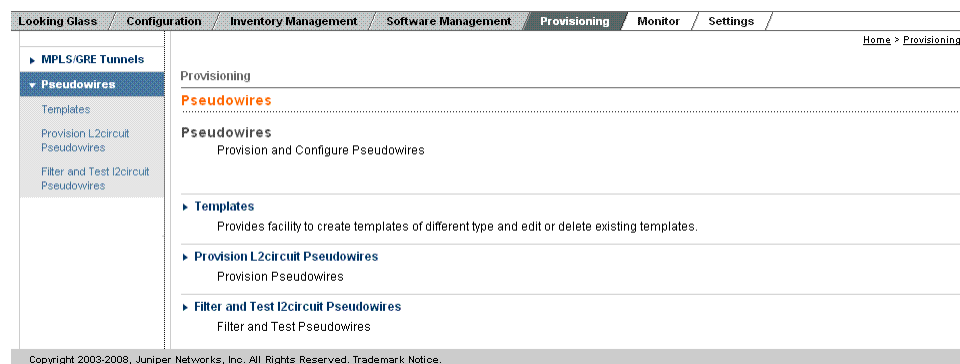 Looking Glass / Configuration / Inventory Management / Software Management / Provisioning / Monitor / Settings /
Home > Provisioning
MPLS/GRE Tunnels
Pseudowires
Templates
Provision L2circuit
Pseudowires
Filter and Test l2circuit
Pseudowires
Provisioning
Pseudowires
Pseudowires
Provision and Configure Pseudowires
Templates
Provides facility to create templates of different type and edit or delete existing templates.
Provision L2circuit Pseudowires
Provision Pseudowires
Filter and Test l2circuit Pseudowires
Filter and Test Pseudowires
Copyright 2003-2008, Juniper Networks, Inc. All Rights Reserved. Trademark Notice.